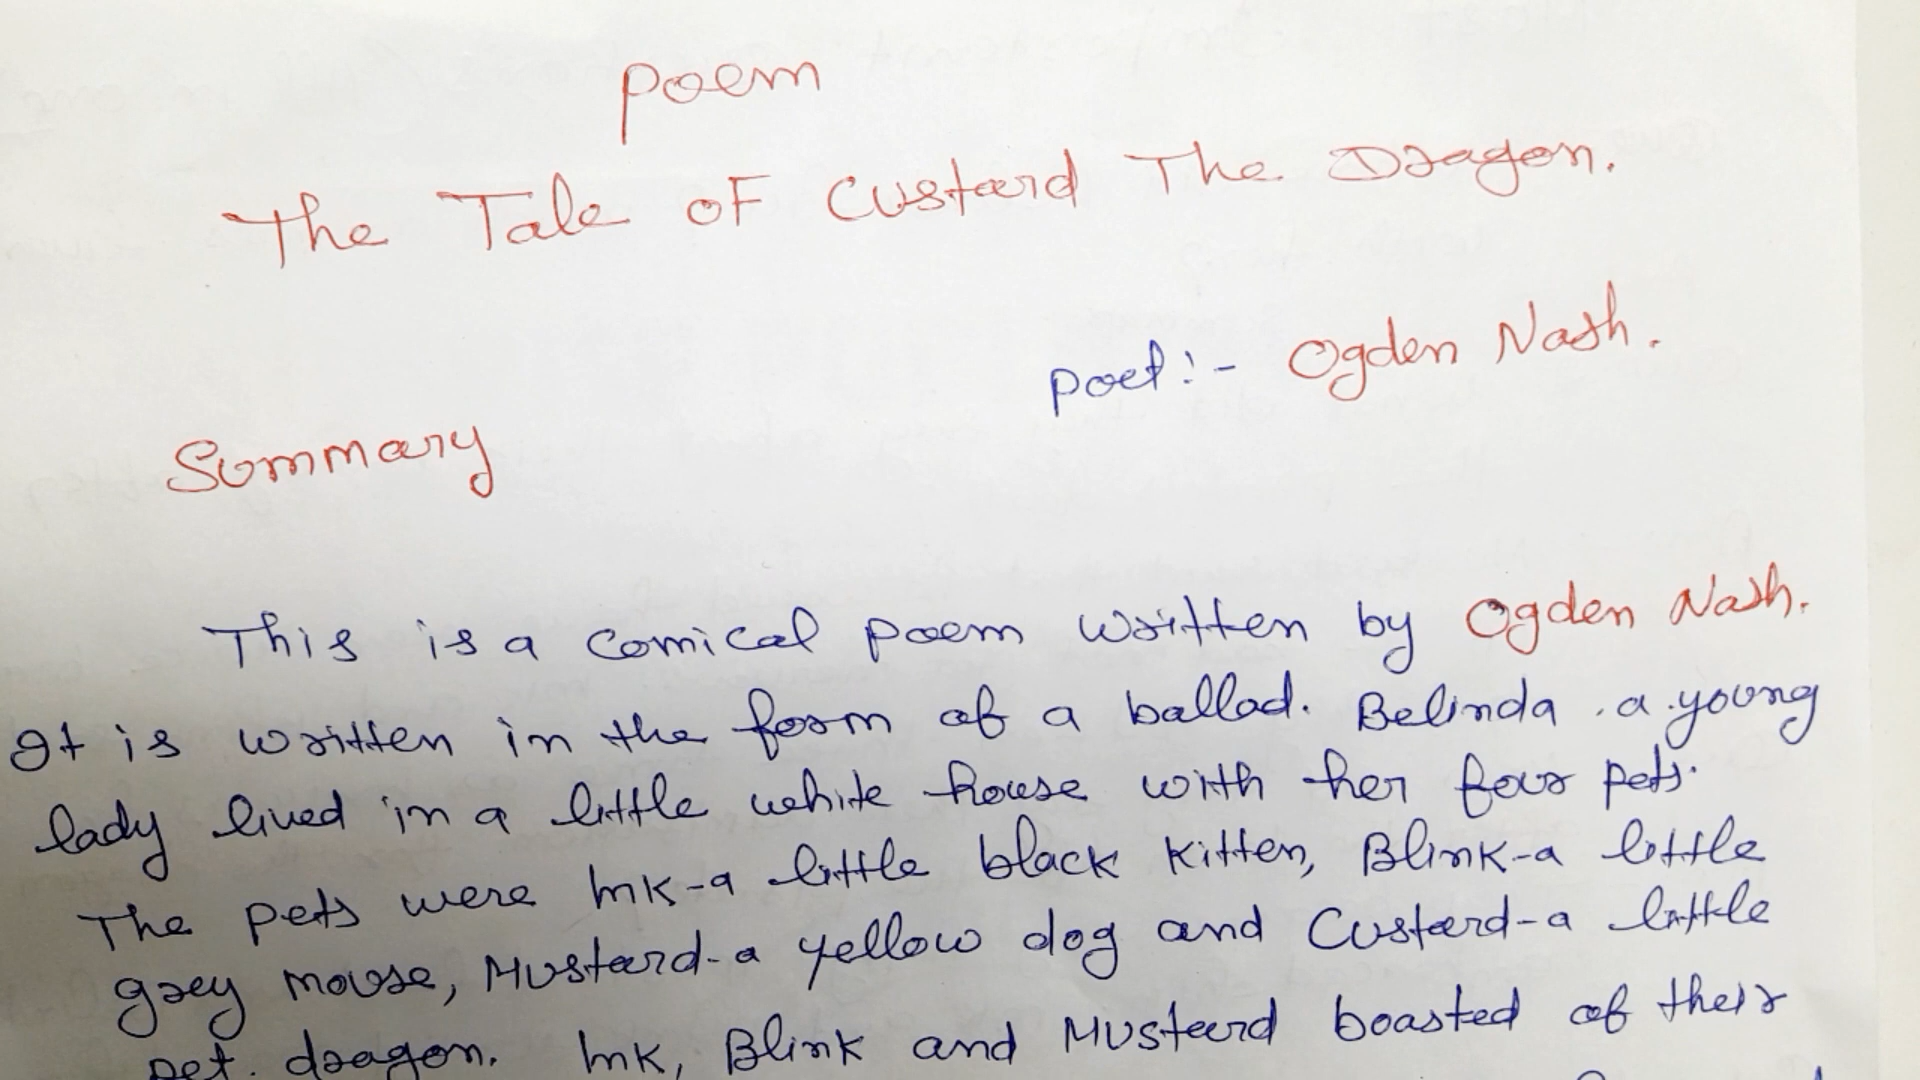 Poem
The Tale OF Custard The Dragon.
Poet:- Ogden Nash.
Summary
This is a comical poem written by Ogden Nash.
It is written in the form of a ballad. Belinda . a young
lady lived in a little white house with her four pets.
The pets were Ink-a little black kitten, Blink-a little
grey mouse, Mustard-a yellow dog and Custard-a little
pet. dragon. Ink, Blink and Mustard boasted of their